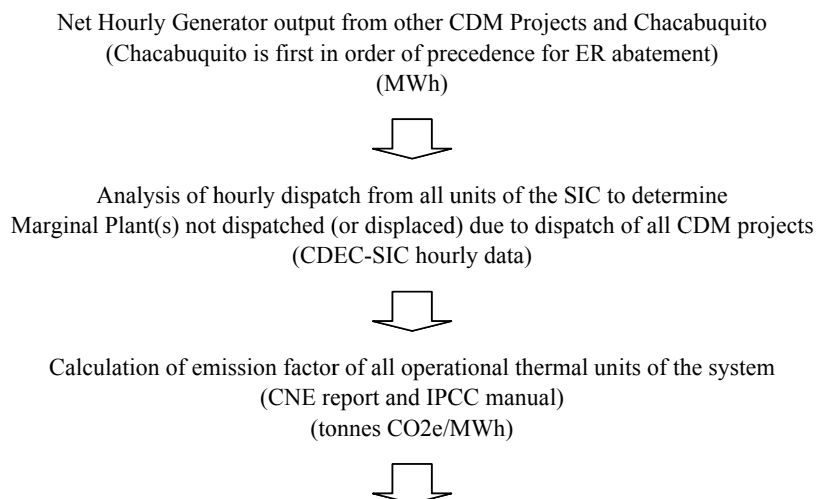 Net Hourly Generator output from other CDM Projects and Chacabuquito
(Chacabuquito is first in order of precedence for ER abatement)
(MWh)
Analysis of hourly dispatch from all units of the SIC to determine
Marginal Plant(s) not dispatched (or displaced) due to dispatch of all CDM projects
(CDEC-SIC hourly data)
Calculation of emission factor of all operational thermal units of the system
(CNE report and IPCC manual)
(tonnes CO2e/MWh)